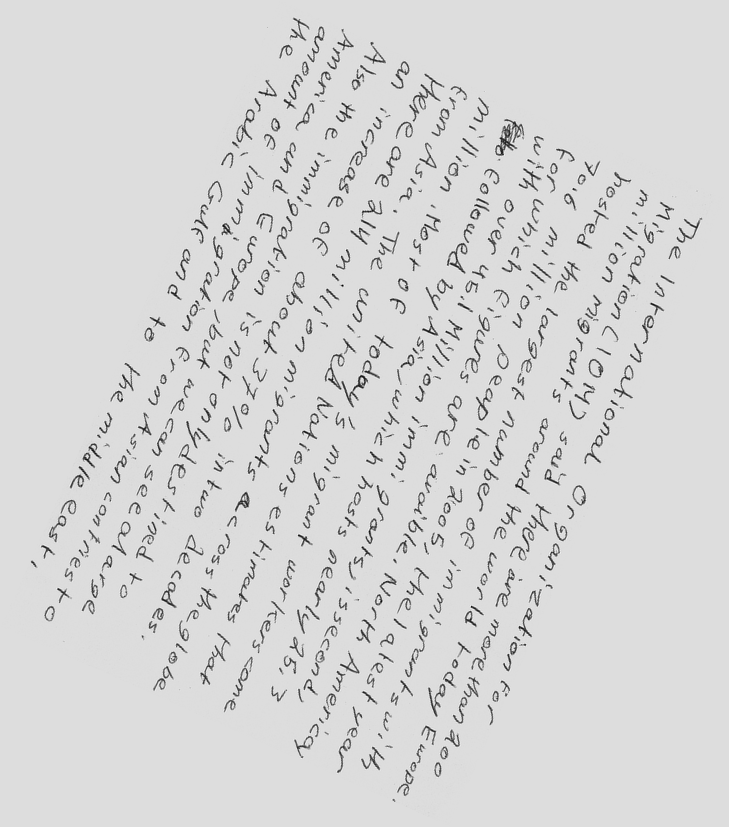 The International Organization for
Migration (IOM) said there are more than 200
million migrants around the world today Europe.
hosted the largest number of immigrants with
70.6 million people in 2005, the latest year
for which figures are avaible. North America
with over 45.1 Million immigrants, is second,
followed by Asia, which hosts nearly 25,3
million. Most of today's migrant workers come
from Asia. The united Nations estimates that
there are 214 million migrants across the globe
an increase of about 37% in two decades.
Also the immigration is not only destined to
America and Europe, but we can see a large
amount of immigration from Asian contries to
the Arabic Gulf and to the middle east,